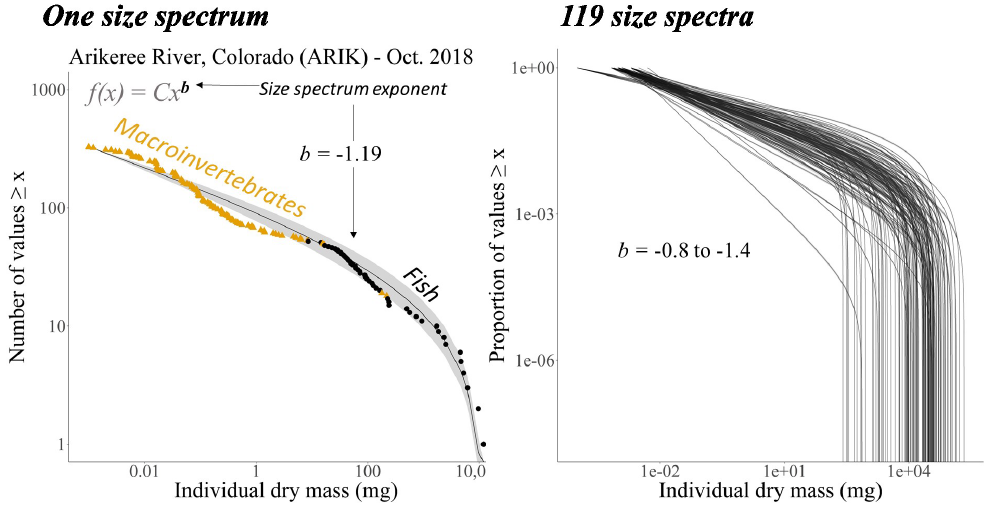 One size spectrum
Arikeree River, Colorado (ARIK) - Oct. 2018
f(x) = Cx^b
Size spectrum exponent
b = -1.19
Macroinvertebrates
Fish
Number of values ≥ x
1000
100
10
1
0.01
1
100
10,0
Individual dry mass (mg)
119 size spectra
b = -0.8 to -1.4
Proportion of values ≥ x
1e+00
1e-03
1e-06
1e-02
1e+01
1e+04
Individual dry mass (mg)